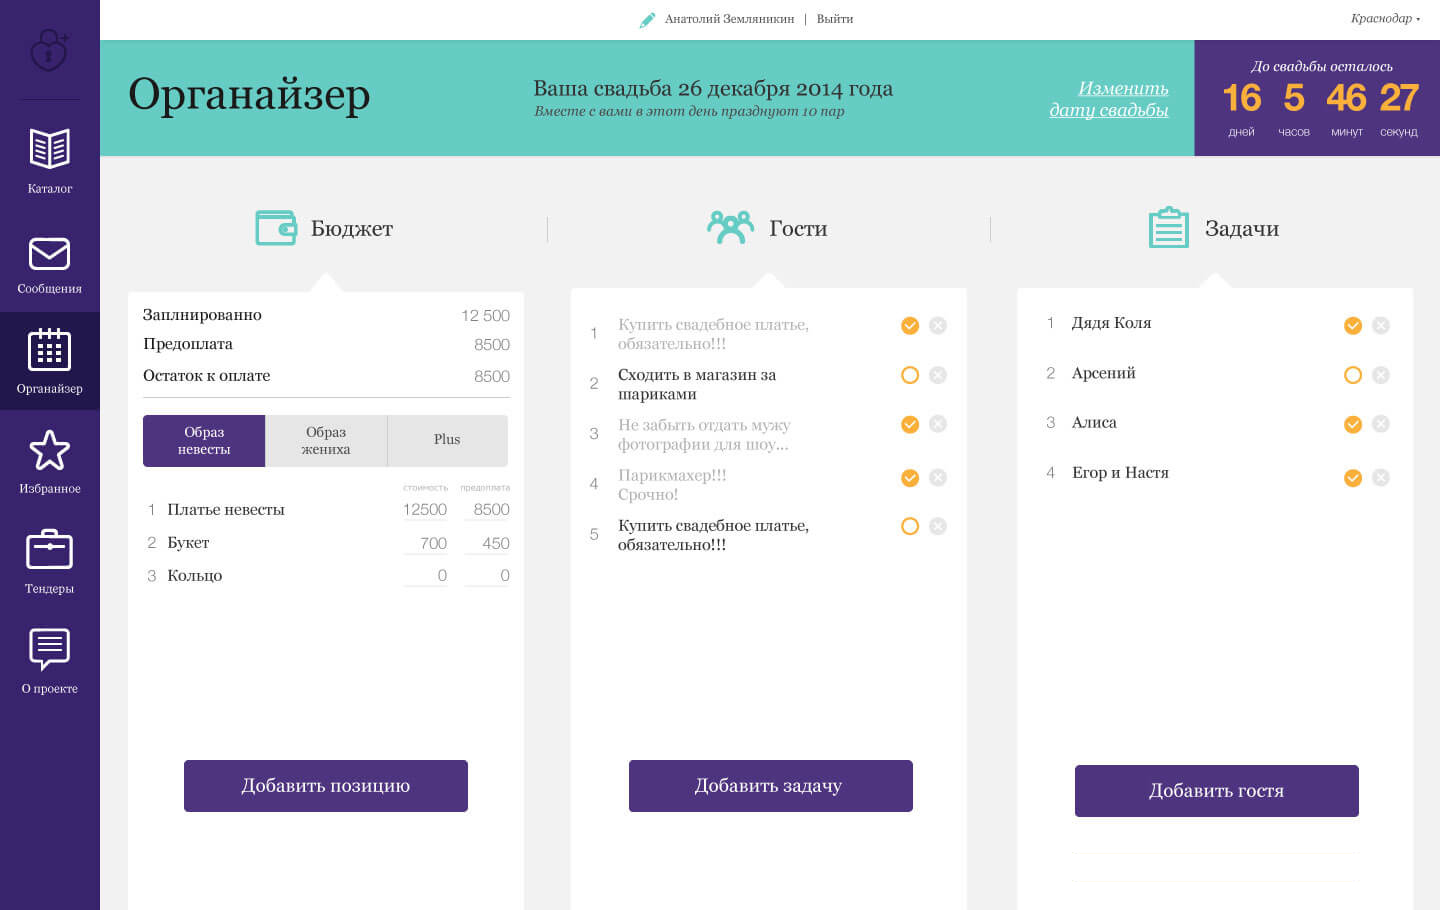 Анатолий Земляникин | Выйти
Краснодар
Органайзер
Ваша свадьба 26 декабря 2014 года
Вместе с вами в этот день празднуют 10 пар
Изменить
дату свадьбы
До свадьбы осталось
16 5 46 27
дней часов минут секунд
Каталог
Сообщения
Органайзер
Избранное
Тендеры
О проекте
Бюджет
Заплнированно 12 500
Предоплата 8500
Остаток к оплате 8500
Образ
невесты
Образ
жениха
Plus
стоимость предоплата
1 Платье невесты 12500 8500
2 Букет 700 450
3 Кольцо 0 0
Добавить позицию
Гости
1 Купить свадебное платье,
обязательно!!!
2 Сходить в магазин за
шариками
3 Не забыть отдать мужу
фотографии для шоу...
4 Парикмахер!!!
Срочно!
5 Купить свадебное платье,
обязательно!!!
Добавить задачу
Задачи
1 Дядя Коля
2 Арсений
3 Алиса
4 Егор и Настя
Добавить гостя